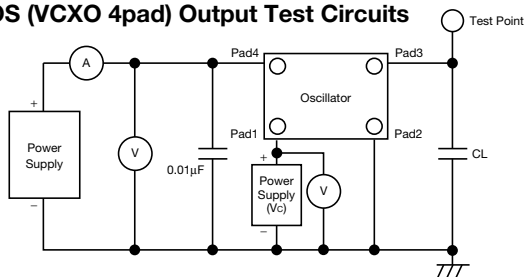 OS (VCXO 4pad) Output Test Circuits
Test Point
A
Pad4
Pad3
+
Oscillator
Power
Supply
V
0.01μF
Pad1
Pad2
CL
+
Power
Supply
(Vc)
V
−
−